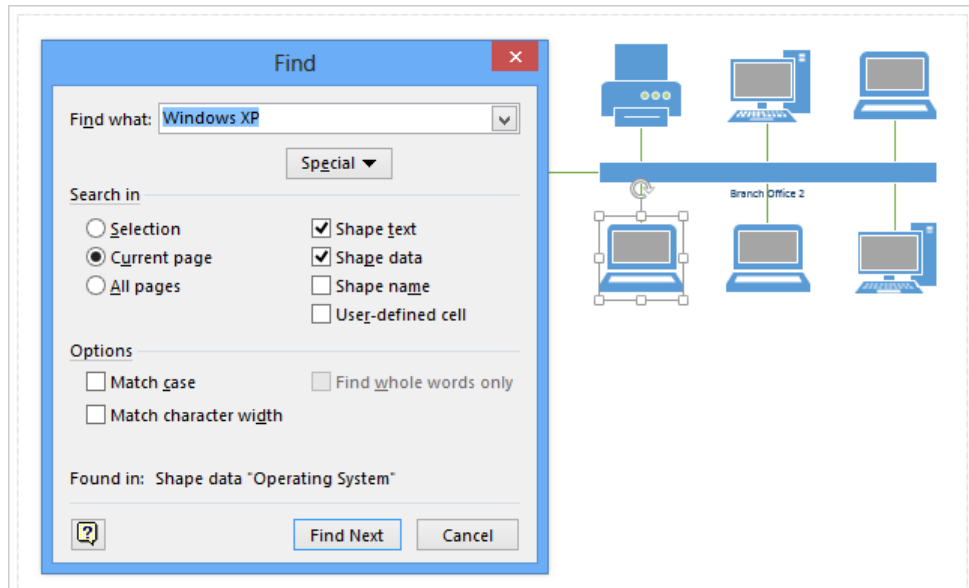 Find
Find what: Windows XP
Special
Search in
Selection
Current page
All pages
Shape text
Shape data
Shape name
User-defined cell
Options
Match case
Find whole words only
Match character width
Found in: Shape data "Operating System"
Find Next
Cancel
Branch Office 2